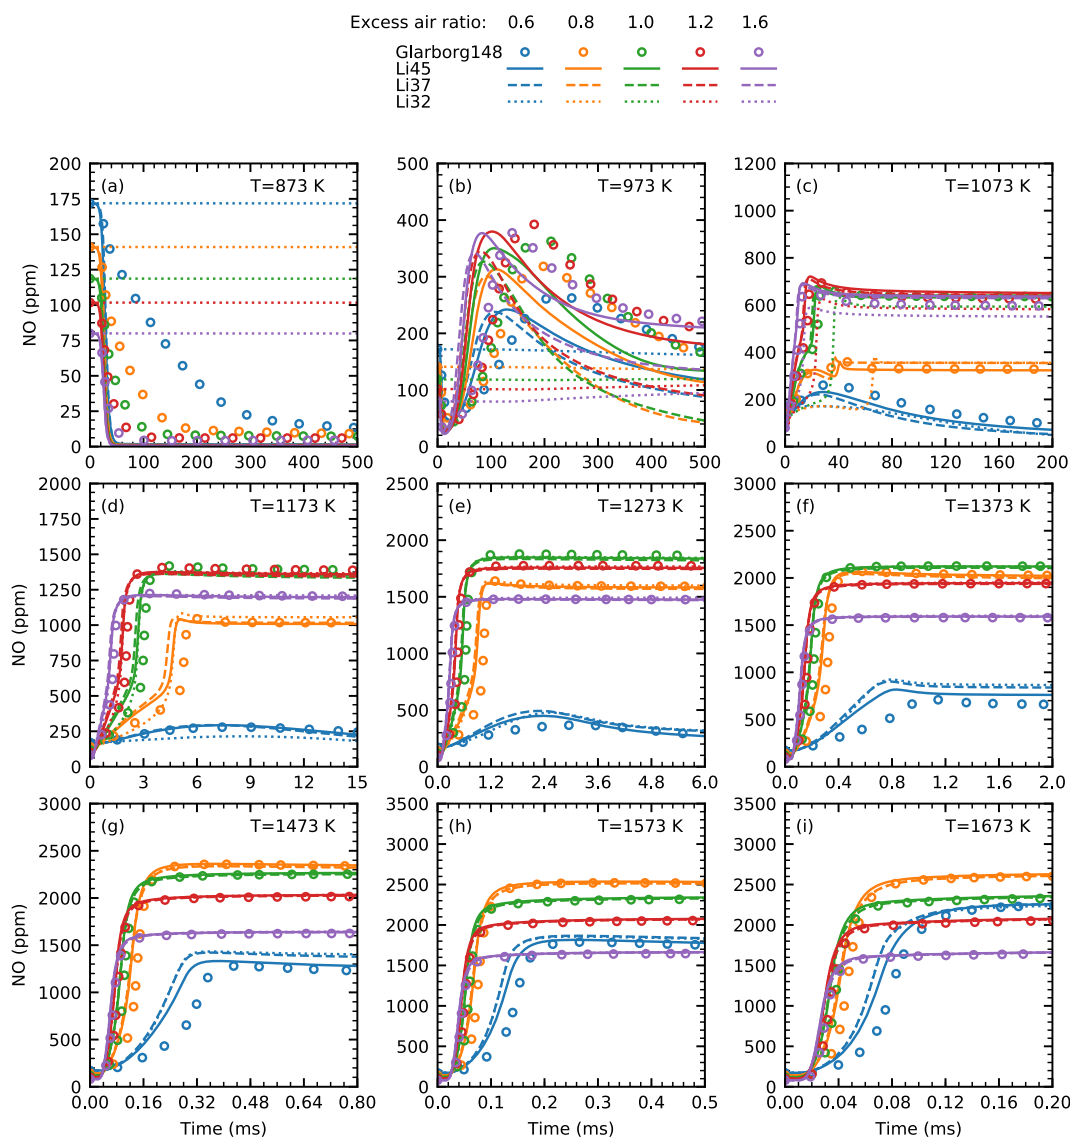 Excess air ratio: 0.6 0.8 1.0 1.2 1.6
Glarborg148
Li45
Li37
Li32
(a) T=873 K
NO (ppm)
200
175
150
125
100
75
50
25
0
0 100 200 300 400 500
(b) T=973 K
500
400
300
200
100
0
0 100 200 300 400 500
(c) T=1073 K
1200
1000
800
600
400
200
0
0 40 80 120 160 200
(d) T=1173 K
NO (ppm)
2000
1750
1500
1250
1000
750
500
250
0
0 3 6 9 12 15
(e) T=1273 K
2500
2000
1500
1000
500
0
0.0 1.2 2.4 3.6 4.8 6.0
(f) T=1373 K
3000
2500
2000
1500
1000
500
0
0.0 0.4 0.8 1.2 1.6 2.0
(g) T=1473 K
NO (ppm)
3000
2500
2000
1500
1000
500
0
0.00 0.16 0.32 0.48 0.64 0.80
Time (ms)
(h) T=1573 K
3500
3000
2500
2000
1500
1000
500
0
0.0 0.1 0.2 0.3 0.4 0.5
Time (ms)
(i) T=1673 K
3500
3000
2500
2000
1500
1000
500
0
0.00 0.04 0.08 0.12 0.16 0.20
Time (ms)